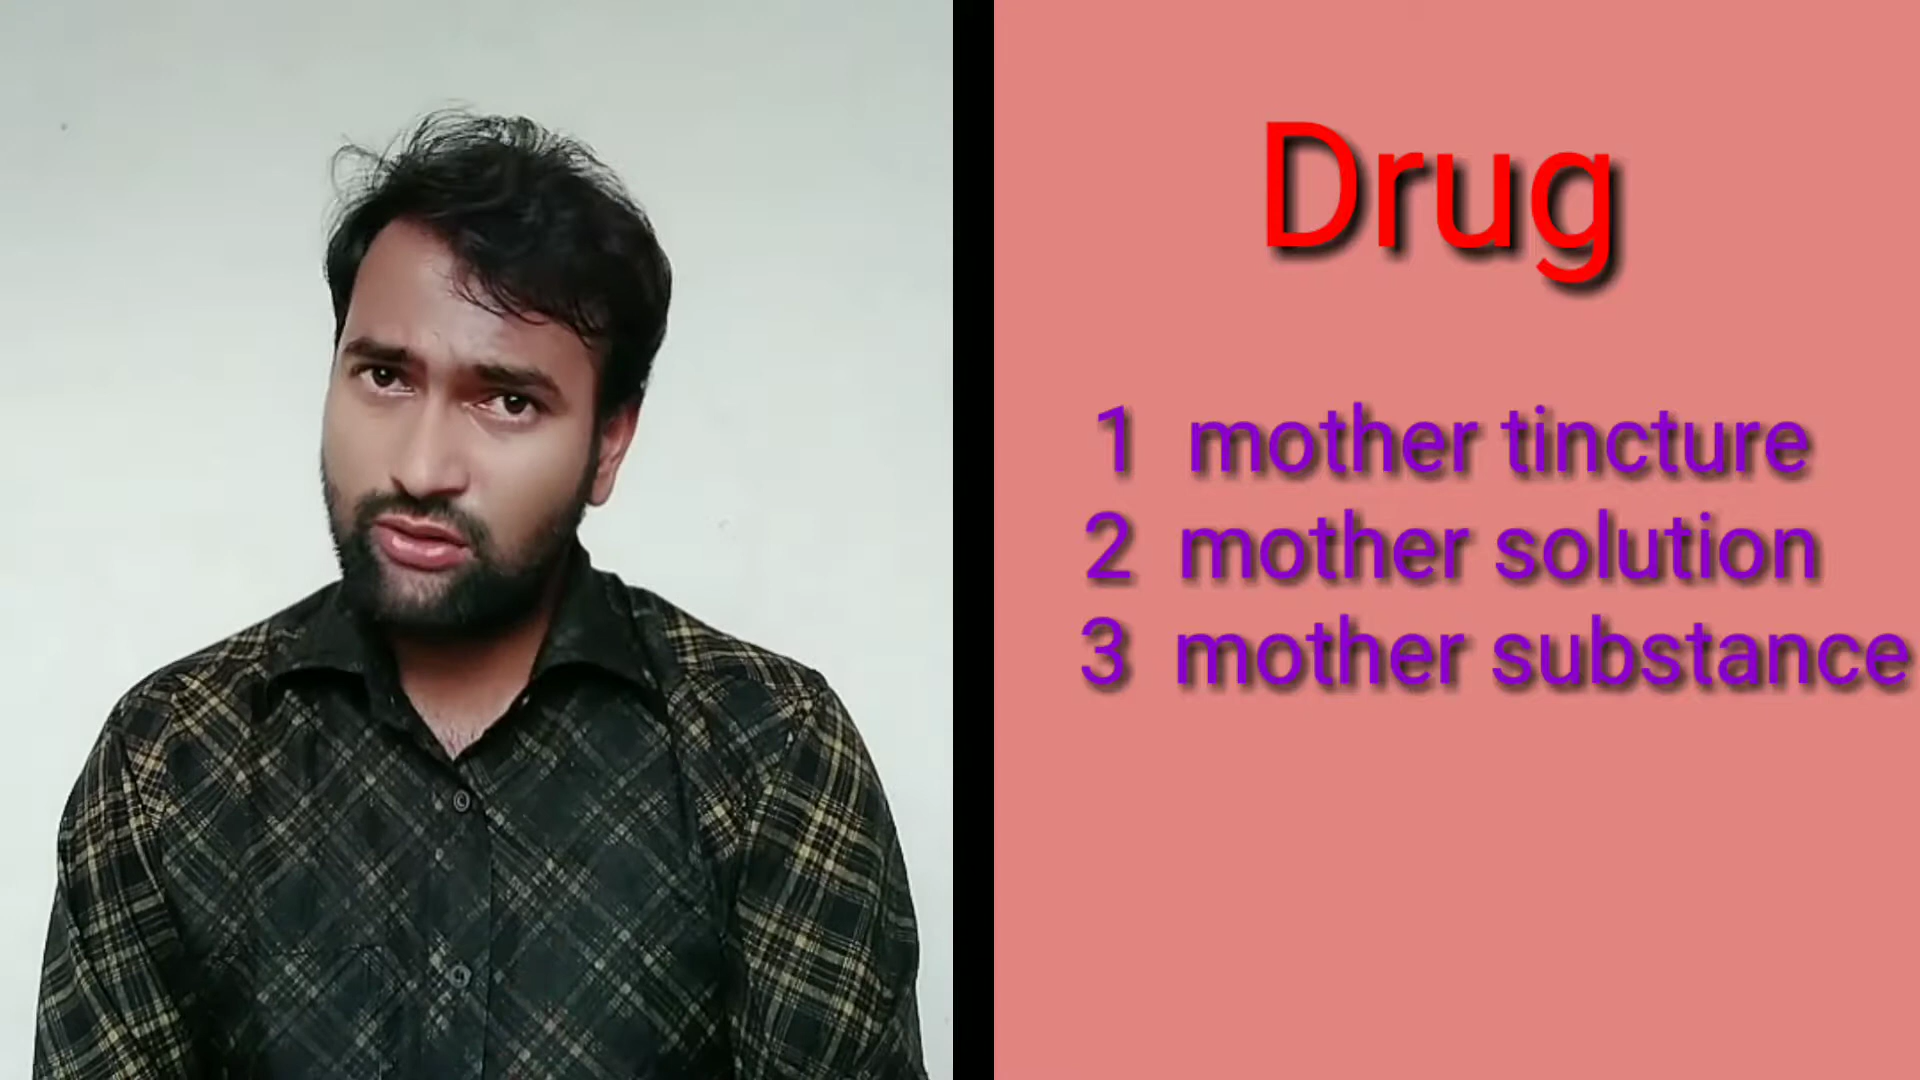 Drug
1 mother tincture
2 mother solution
3 mother substance